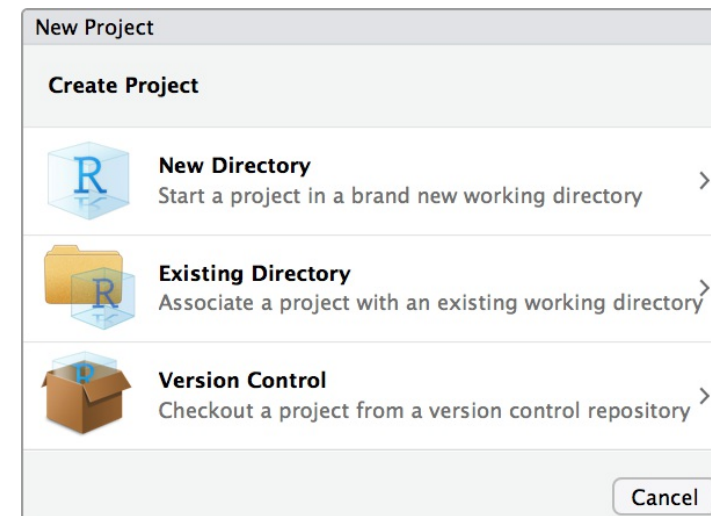 New Project
Create Project
R
New Directory
Start a project in a brand new working directory
R
Existing Directory
Associate a project with an existing working directory
R
Version Control
Checkout a project from a version control repository
Cancel